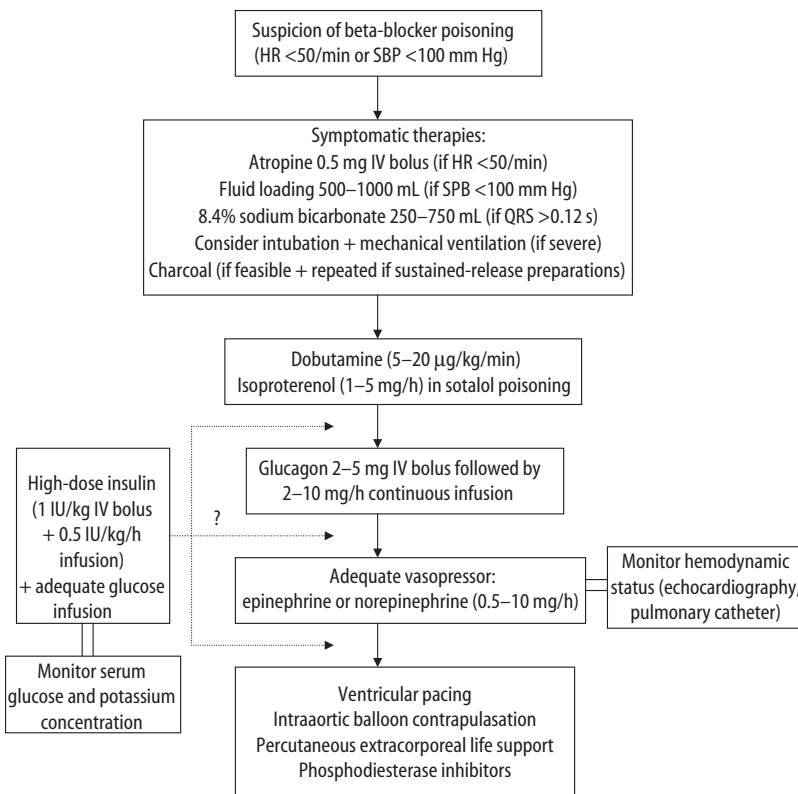 Suspicion of beta-blocker poisoning
(HR <50/min or SBP <100 mm Hg)
Symptomatic therapies:
Atropine 0.5 mg IV bolus (if HR <50/min)
Fluid loading 500–1000 mL (if SPB <100 mm Hg)
8.4% sodium bicarbonate 250–750 mL (if QRS >0.12 s)
Consider intubation + mechanical ventilation (if severe)
Charcoal (if feasible + repeated if sustained-release preparations)
Dobutamine (5–20 μg/kg/min)
Isoproterenol (1–5 mg/h) in sotalol poisoning
Glucagon 2–5 mg IV bolus followed by
2–10 mg/h continuous infusion
High-dose insulin
(1 IU/kg IV bolus
+ 0.5 IU/kg/h
infusion)
+ adequate glucose
infusion
?
Adequate vasopressor:
epinephrine or norepinephrine (0.5–10 mg/h)
Monitor hemodynamic
status (echocardiography,
pulmonary catheter)
Monitor serum
glucose and potassium
concentration
Ventricular pacing
Intraaortic balloon contrapulasation
Percutaneous extracorporeal life support
Phosphodiesterase inhibitors